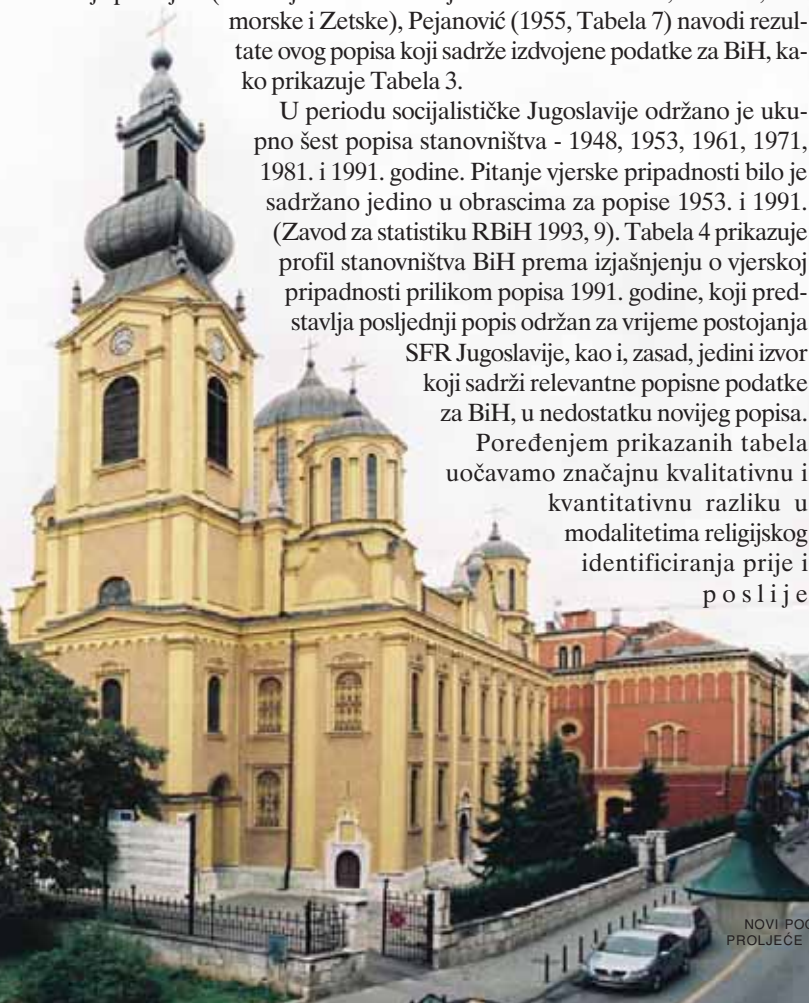 morske i Zetske), Pejanović (1955, Tabela 7) navodi rezul-
tate ovog popisa koji sadrže izdvojene podatke za BiH, ka-
ko prikazuje Tabela 3.
U periodu socijalističke Jugoslavije održano je uku-
pno šest popisa stanovništva - 1948, 1953, 1961, 1971,
1981. i 1991. godine. Pitanje vjerske pripadnosti bilo je
sadržano jedino u obrascima za popise 1953. i 1991.
(Zavod za statistiku RBiH 1993, 9). Tabela 4 prikazuje
profil stanovništva BiH prema izjašnjenju o vjerskoj
pripadnosti prilikom popisa 1991. godine, koji pred-
stavlja posljednji popis održan za vrijeme postojanja
SFR Jugoslavije, kao i, zasad, jedini izvor
koji sadrži relevantne popisne podatke
za BiH, u nedostatku novijeg popisa.
Poređenjem prikazanih tabela
uočavamo značajnu kvalitativnu i
kvantitativnu razliku u
modalitetima religijskog
identificiranja prije i
poslije
NOVI
PROLJEĆE